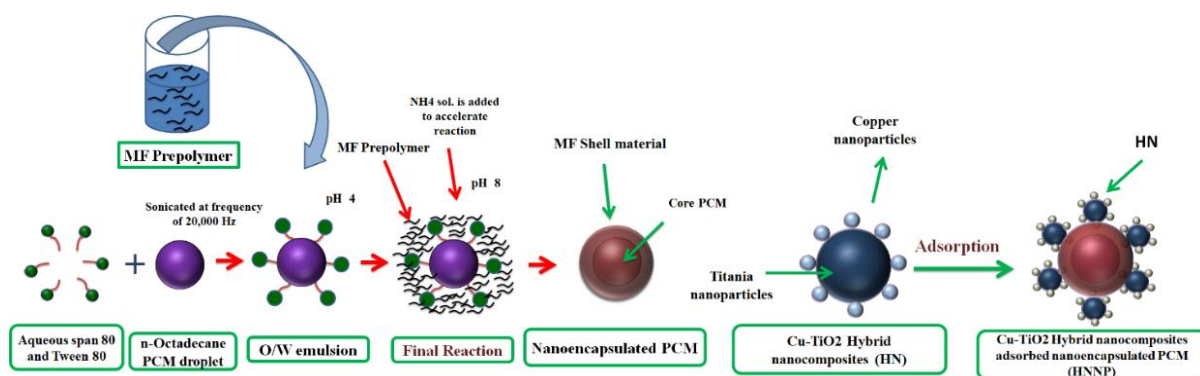 MF Prepolymer
Sonicated at frequency
of 20,000 Hz
pH 4
MF Prepolymer
NH4 sol. is added
to accelerate
reaction
pH 8
MF Shell material
Core PCM
Copper
nanoparticles
Titania
nanoparticles
Adsorption
HN
+
Aqueous span 80
and Tween 80
n-Octadecane
PCM droplet
O/W emulsion
Final Reaction
Nanoencapsulated PCM
Cu-TiO2 Hybrid
nanocomposites (HN)
Cu-TiO2 Hybrid nanocomposites
adsorbed nanoencapsulated PCM
(HNNP)